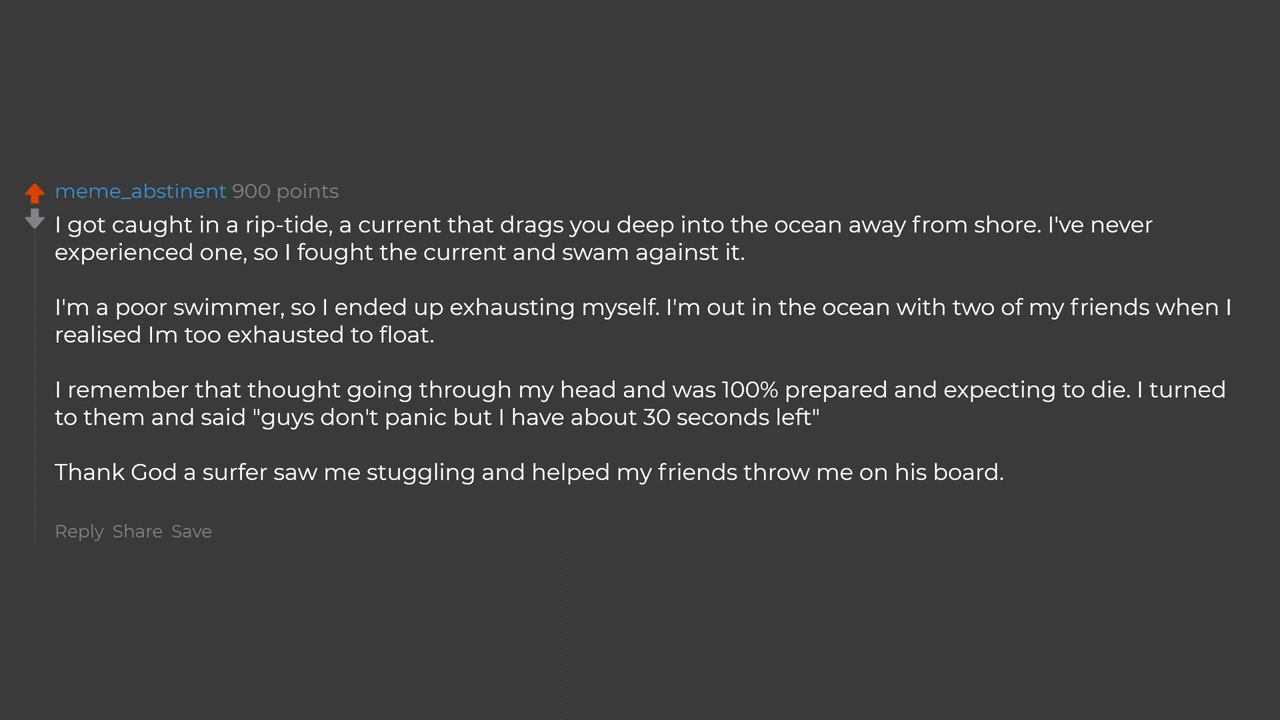 meme_abstinent 900 points
I got caught in a rip-tide, a current that drags you deep into the ocean away from shore. I've never
experienced one, so I fought the current and swam against it.
I'm a poor swimmer, so I ended up exhausting myself. I'm out in the ocean with two of my friends when I
realised Im too exhausted to float.
I remember that thought going through my head and was 100% prepared and expecting to die. I turned
to them and said "guys don't panic but I have about 30 seconds left"
Thank God a surfer saw me stuggling and helped my friends throw me on his board.
Reply Share Save